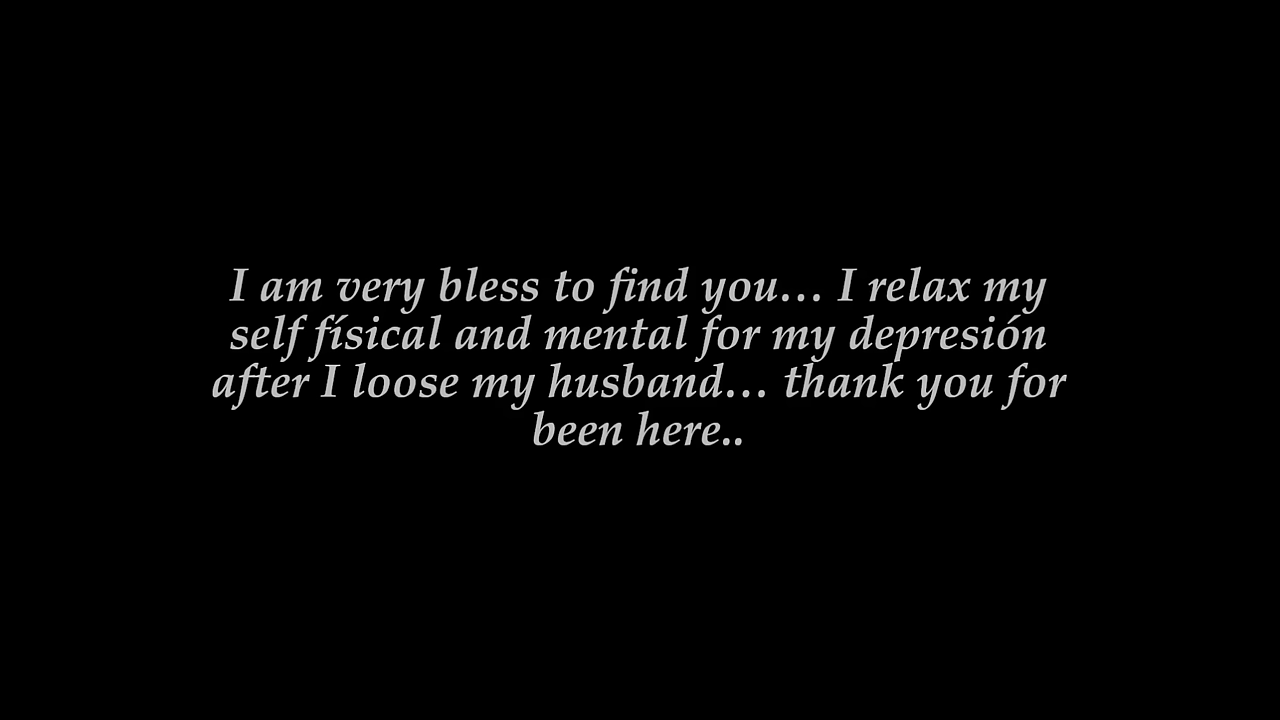 I am very bless to find you... I relax my
self físical and mental for my depresión
after I loose my husband... thank you for
been here..